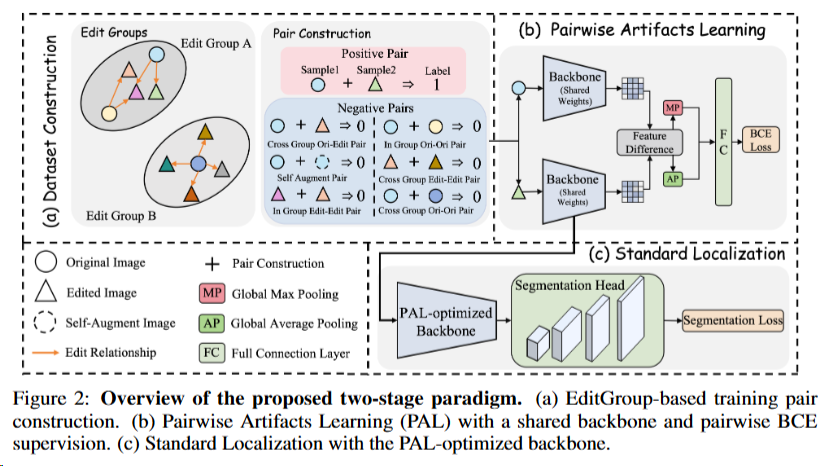 (a) Dataset Construction
Edit Groups
Edit Group A
Edit Group B
Pair Construction
Positive Pair
Sample1 Sample2 Label
+ ⇒ 1
Negative Pairs
+ ⇒ 0 + ⇒ 0
Cross Group Ori-Edit Pair In Group Ori-Ori Pair
+ ⇒ 0 + ⇒ 0
Self Augment Pair Cross Group Edit-Edit Pair
+ ⇒ 0 + ⇒ 0
In Group Edit-Edit Pair Cross Group Ori-Ori Pair
(b) Pairwise Artifacts Learning
Backbone
(Shared
Weights)
MP
Feature
Difference
AP
Backbone
(Shared
Weights)
FC
BCE
Loss
Original Image
Edited Image
Self-Augment Image
Edit Relationship
+ Pair Construction
MP Global Max Pooling
AP Global Average Pooling
FC Full Connection Layer
(c) Standard Localization
PAL-optimized
Backbone
Segmentation Head
Segmentation Loss
Figure 2: Overview of the proposed two-stage paradigm. (a) EditGroup-based training pair
construction. (b) Pairwise Artifacts Learning (PAL) with a shared backbone and pairwise BCE
supervision. (c) Standard Localization with the PAL-optimized backbone.